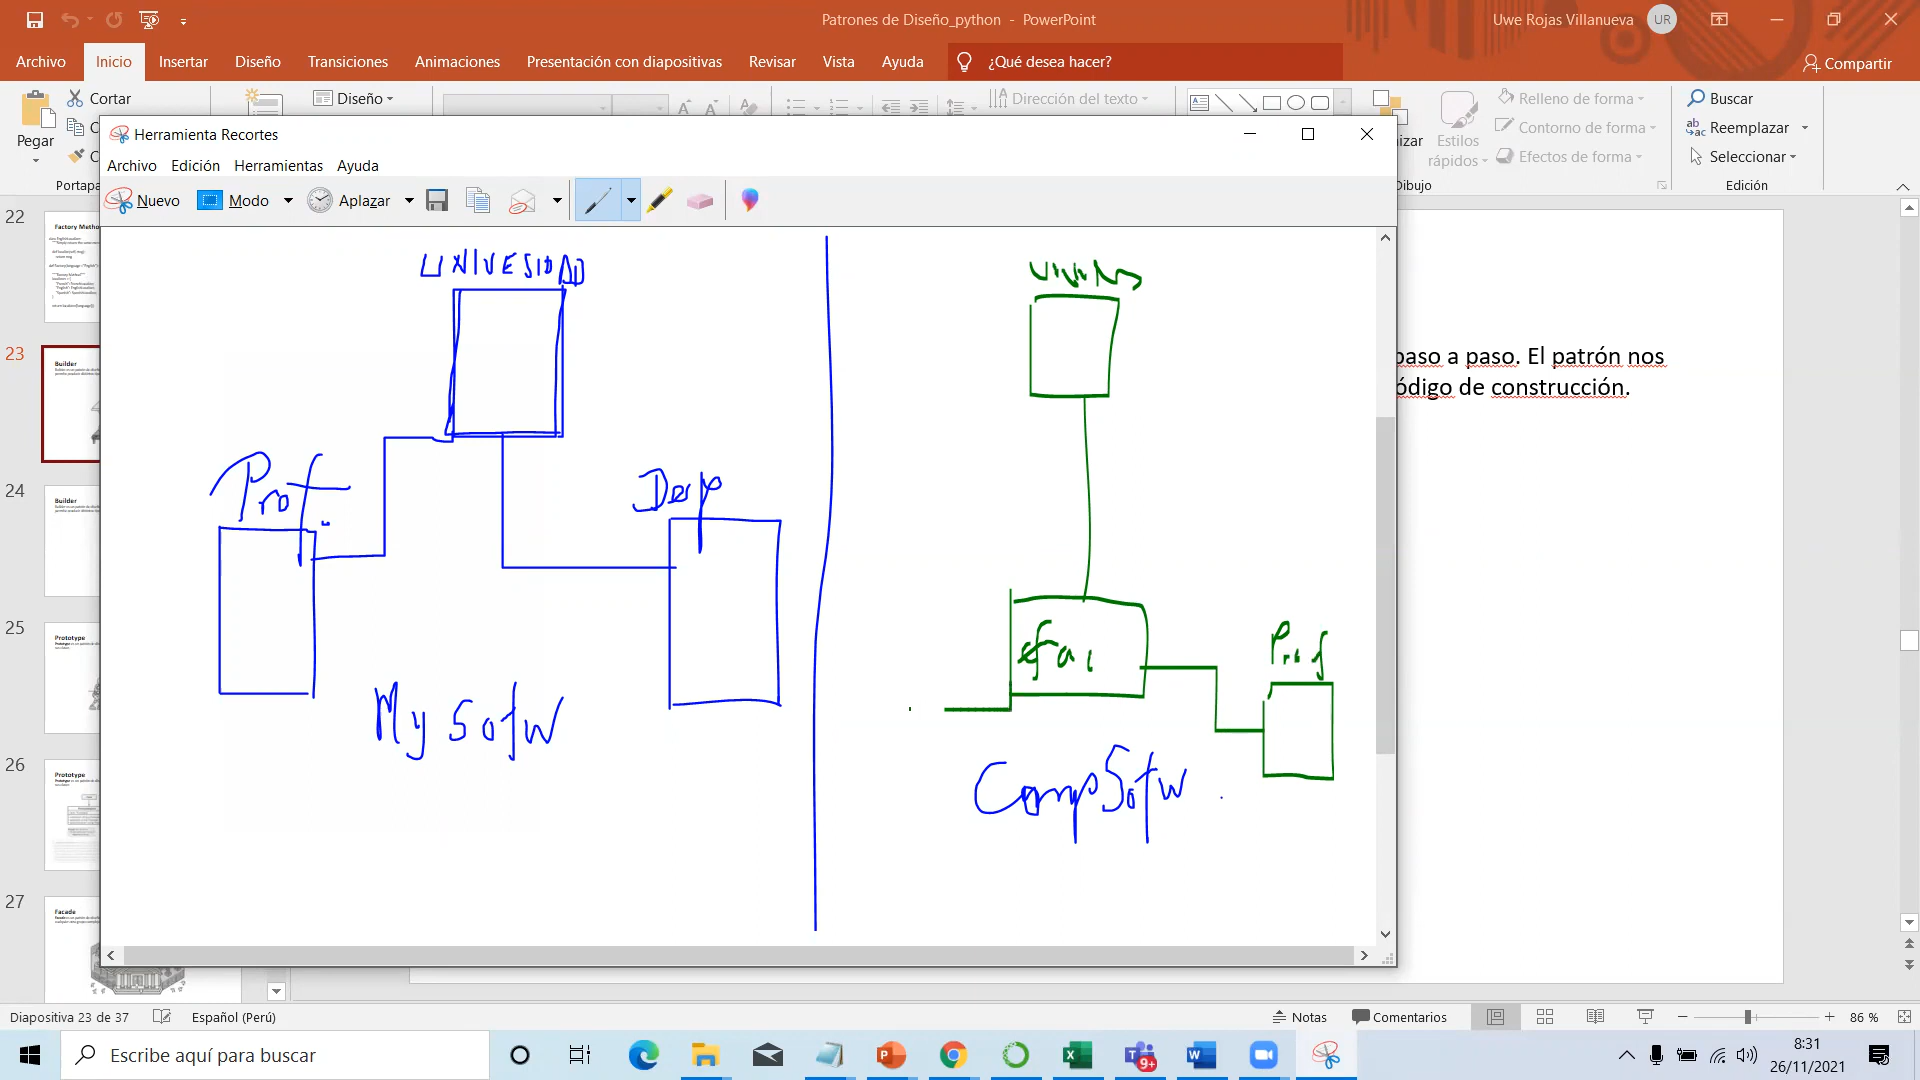 Patrones de Diseño_python - PowerPoint
Uwe Rojas Villanueva
UR
Archivo
Inicio
Insertar
Diseño
Transiciones
Animaciones
Presentación con diapositivas
Revisar
Vista
Ayuda
¿Qué desea hacer?
Compartir
Pegar
Cortar
Diseño
Dirección del texto
Estilos
rápidos
Relleno de forma
Contorno de forma
Efectos de forma
Buscar
Reemplazar
Seleccionar
Edición
Herramienta Recortes
Archivo Edición Herramientas Ayuda
Nuevo Modo Aplazar
22
Factory
23
Builder
24
Builder
25
Prototype
26
Prototype
27
Facade
UNIVESIDAD
Prof.
Dep
My Sofw
Prof
CompSofw
paso a paso. El patrón nos
código de construcción.
Diapositiva 23 de 37
Español (Perú)
Notas
Comentarios
86 %
Escribe aquí para buscar
9+
8:31
26/11/2021